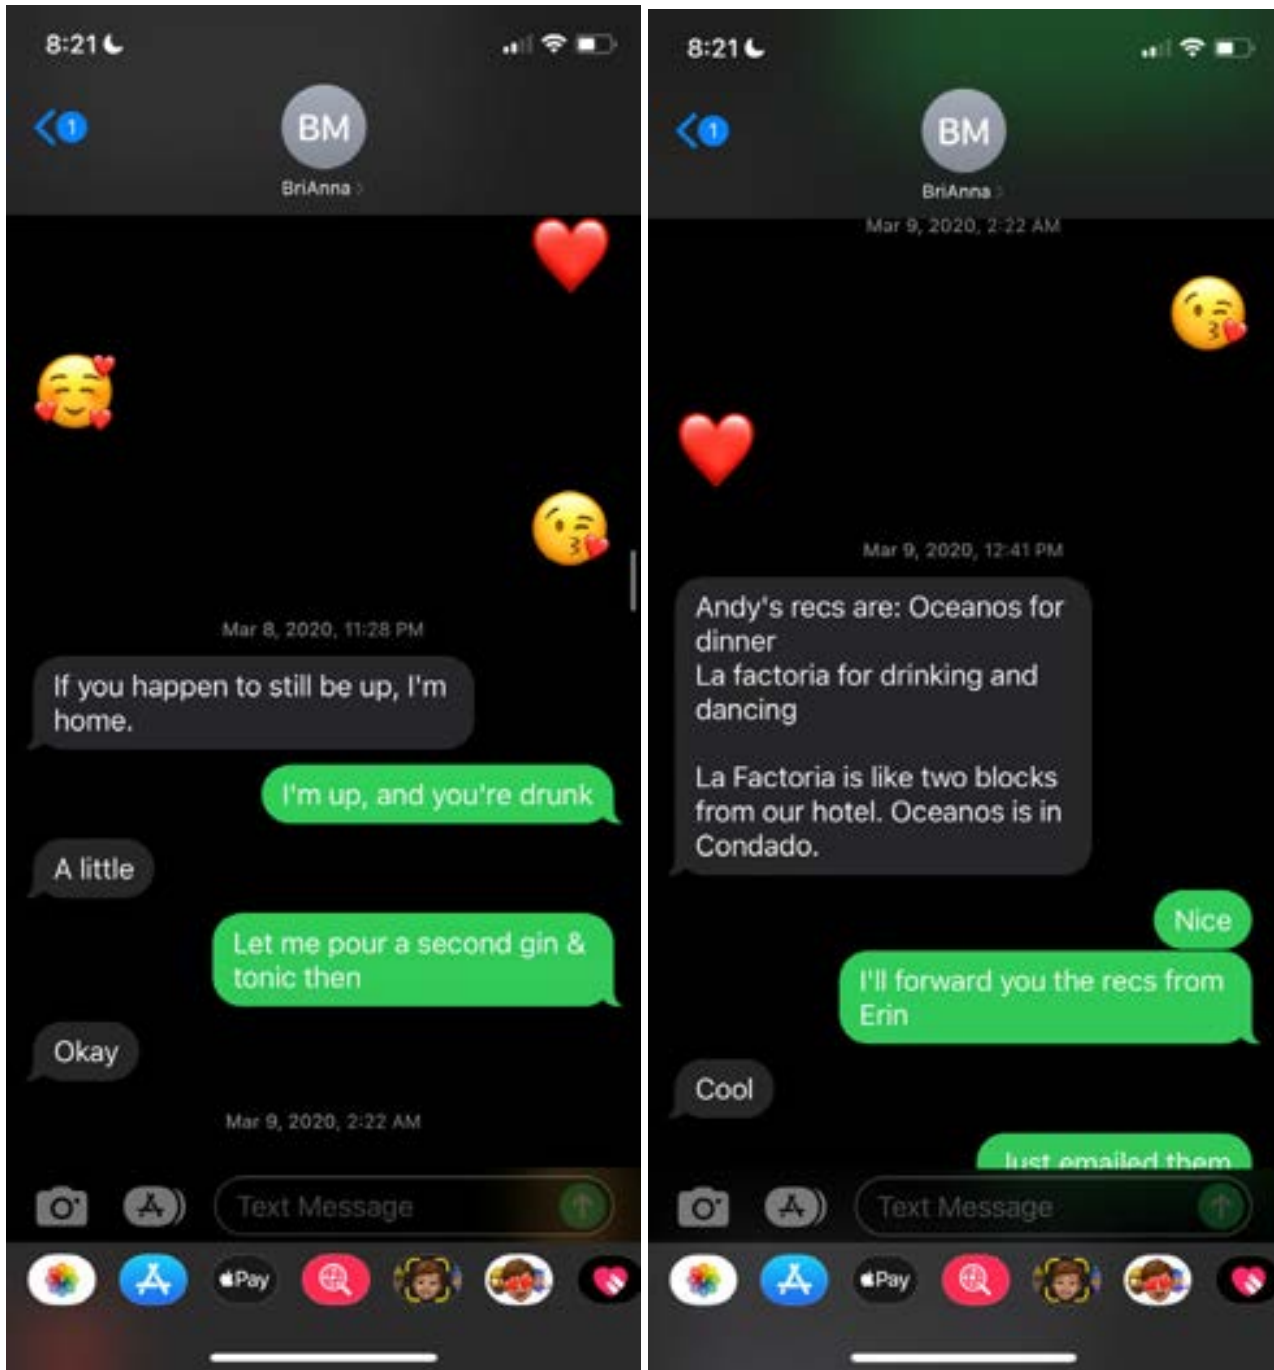 8:21
1
BM
BriAnna
Mar 8, 2020, 11:28 PM
If you happen to still be up, I'm
home.
I'm up, and you're drunk
A little
Let me pour a second gin &
tonic then
Okay
Mar 9, 2020, 2:22 AM
Text Message
Pay
8:21
1
BM
BriAnna
Mar 9, 2020, 2:22 AM
Mar 9, 2020, 12:41 PM
Andy's recs are: Oceanos for
dinner
La factoria for drinking and
dancing
La Factoria is like two blocks
from our hotel. Oceanos is in
Condado.
Nice
I'll forward you the recs from
Erin
Cool
Just emailed them
Text Message
Pay